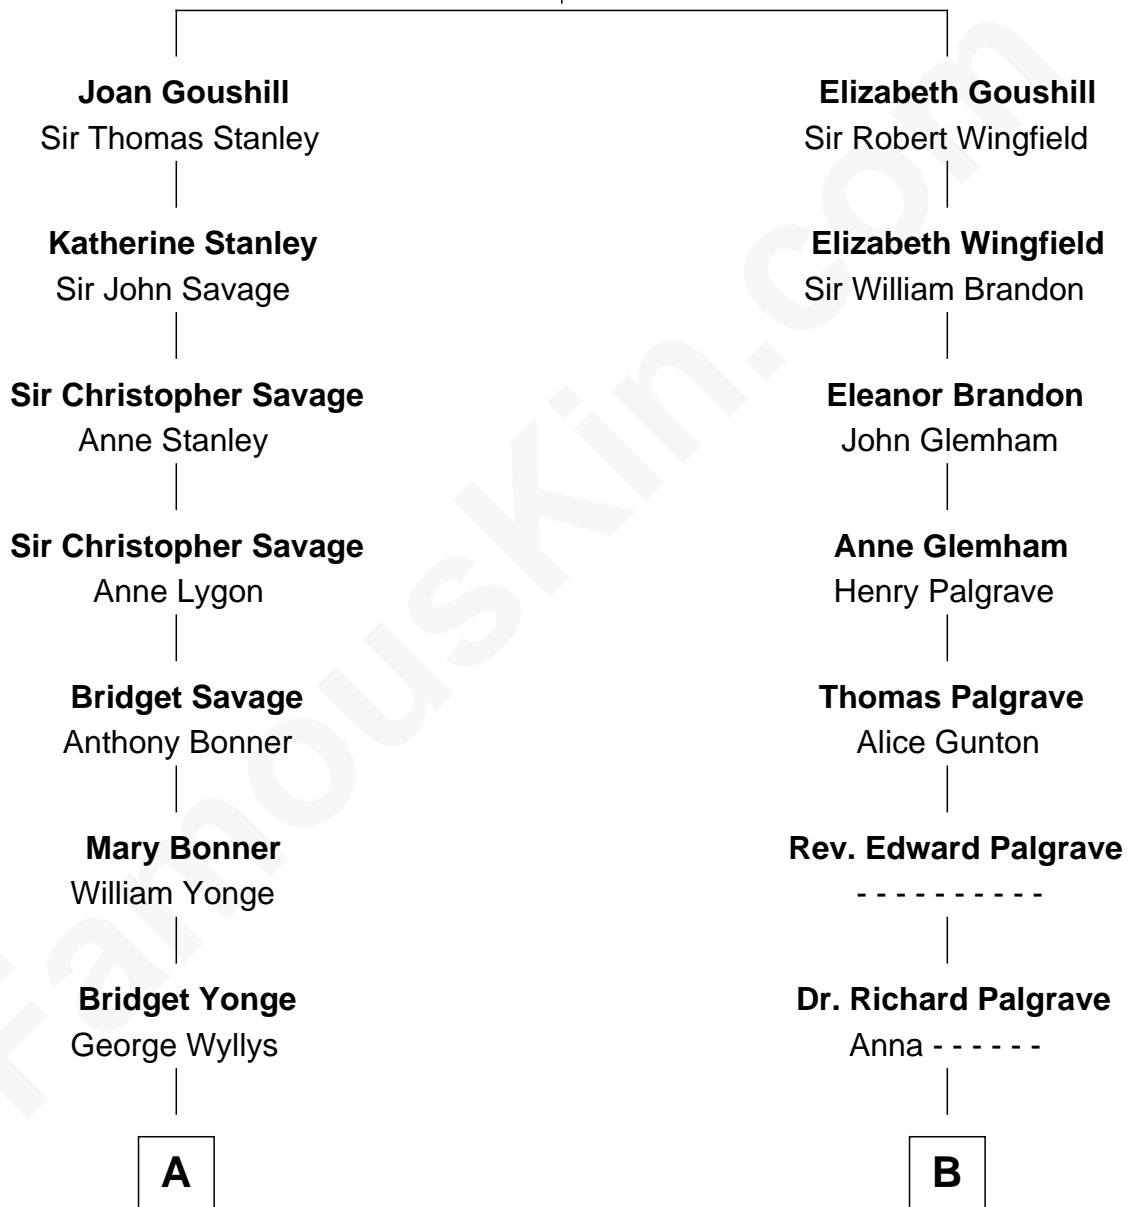 Joan Goushill
Sir Thomas Stanley
Katherine Stanley
Sir John Savage
Sir Christopher Savage
Anne Stanley
Sir Christopher Savage
Anne Lygon
Bridget Savage
Anthony Bonner
Mary Bonner
William Yonge
Bridget Yonge
George Wyllys
A
Elizabeth Goushill
Sir Robert Wingfield
Elizabeth Wingfield
Sir William Brandon
Eleanor Brandon
John Glemham
Anne Glemham
Henry Palgrave
Thomas Palgrave
Alice Gunton
Rev. Edward Palgrave
- - - - - - - - - -
Dr. Richard Palgrave
Anna - - - - - -
B
FamousKin.com